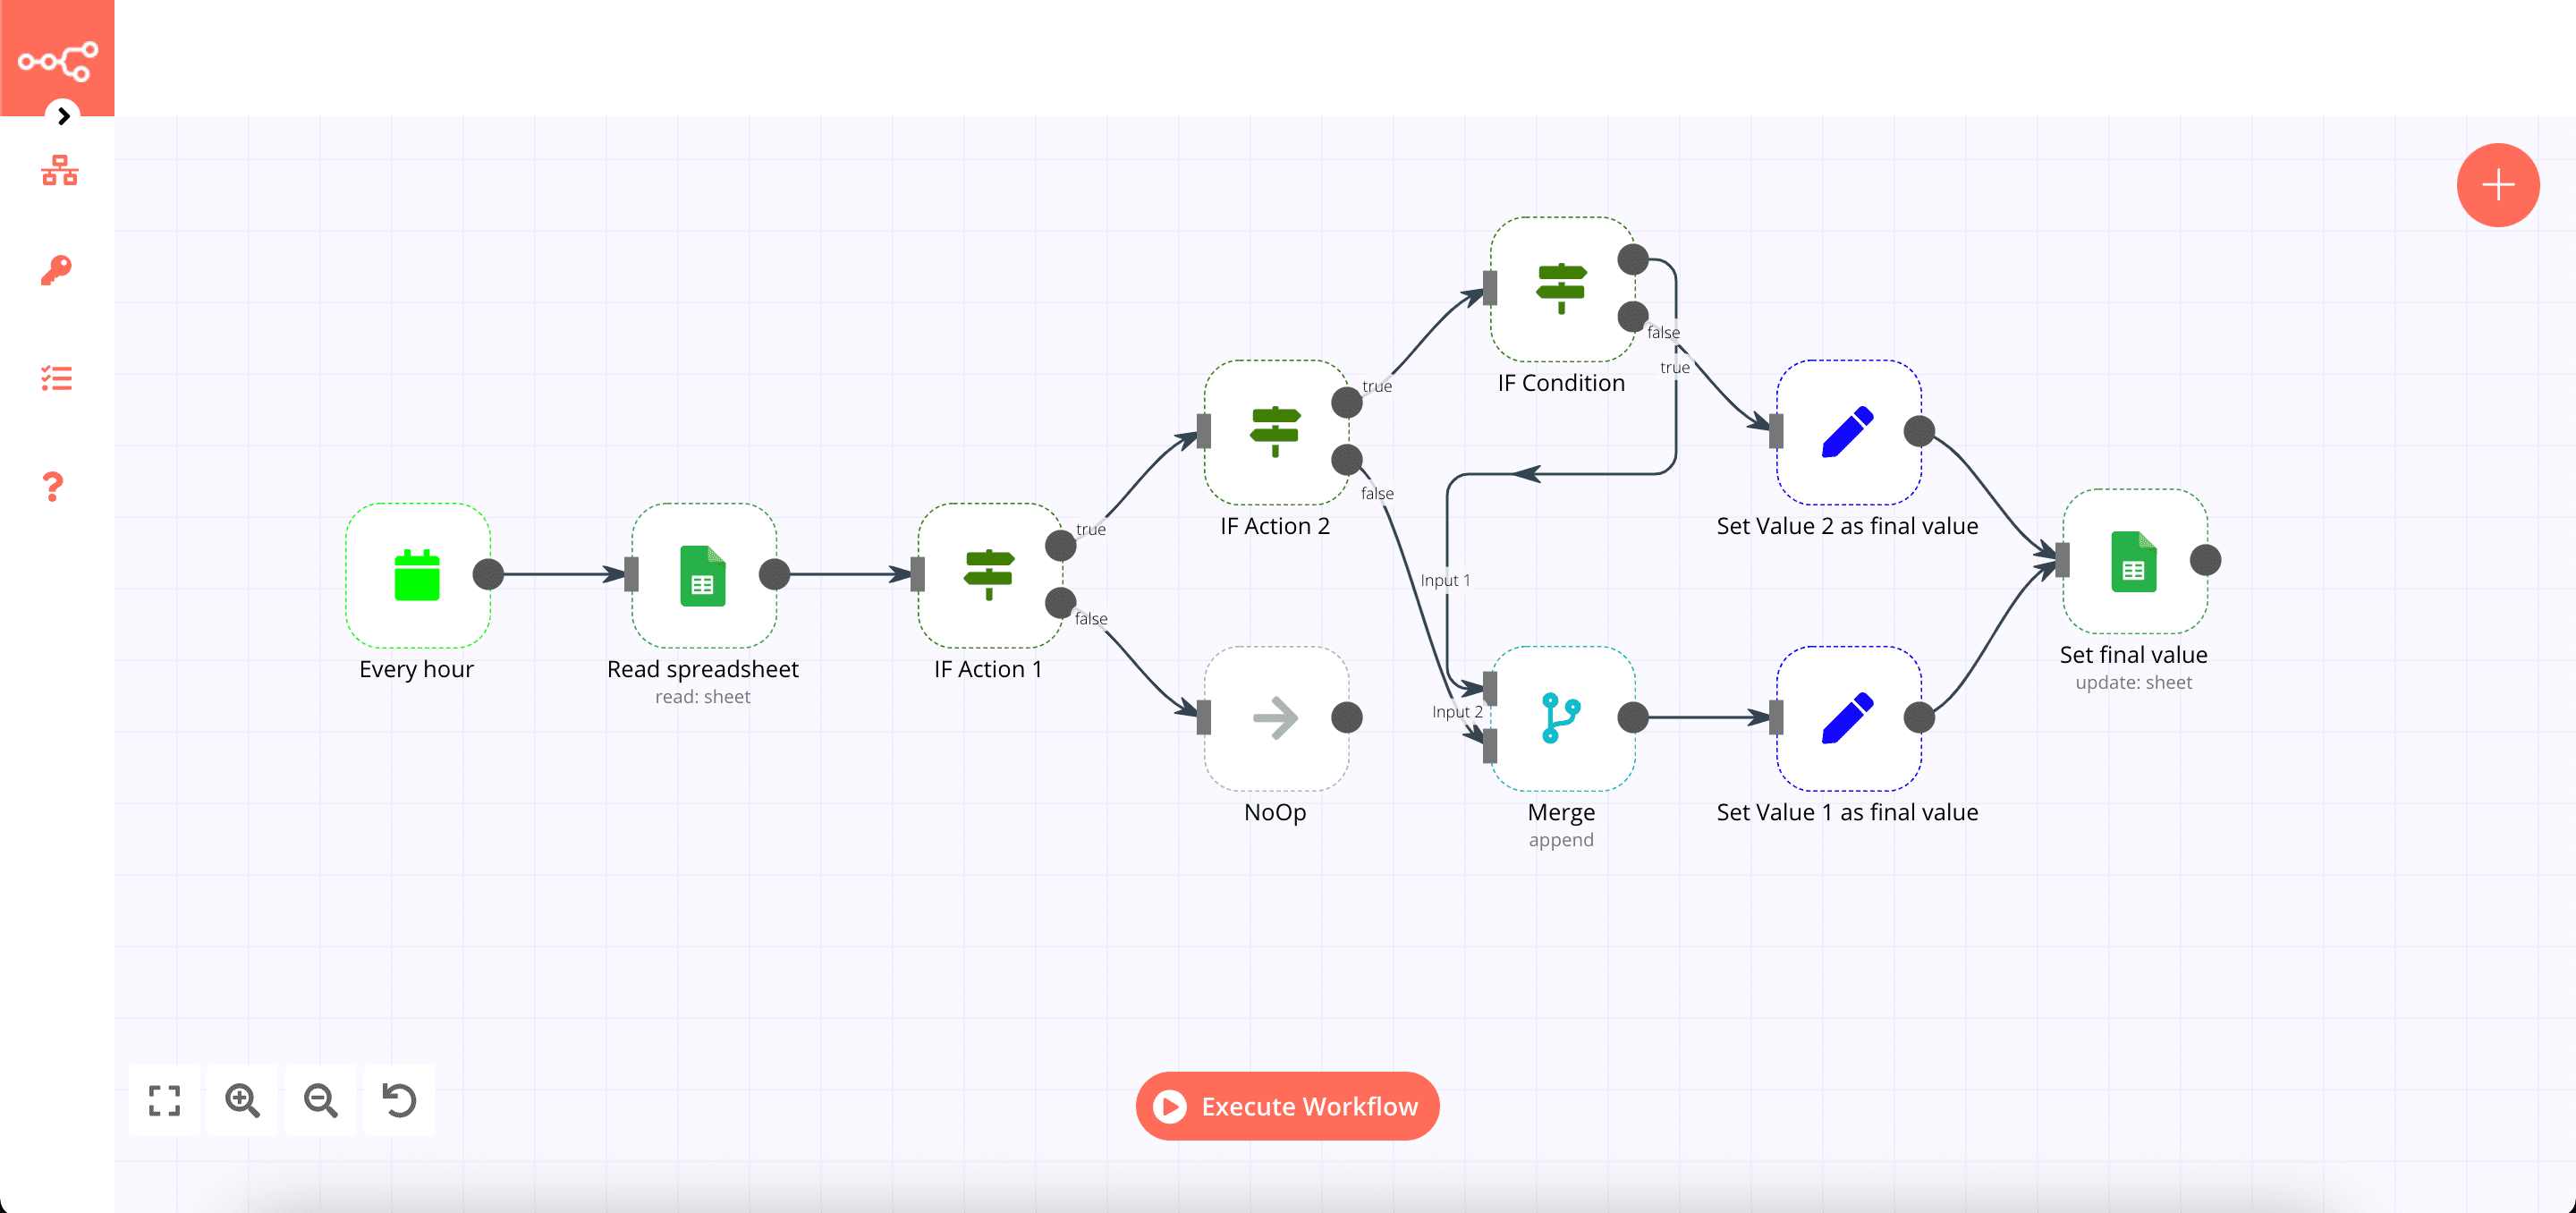 IF Condition
true
false
true
false
IF Action 2
Set Value 2 as final value
true
false
Input 1
Every hour
Read spreadsheet
read: sheet
IF Action 1
Set final value
update: sheet
Input 2
NoOp
Merge
append
Set Value 1 as final value
Execute Workflow